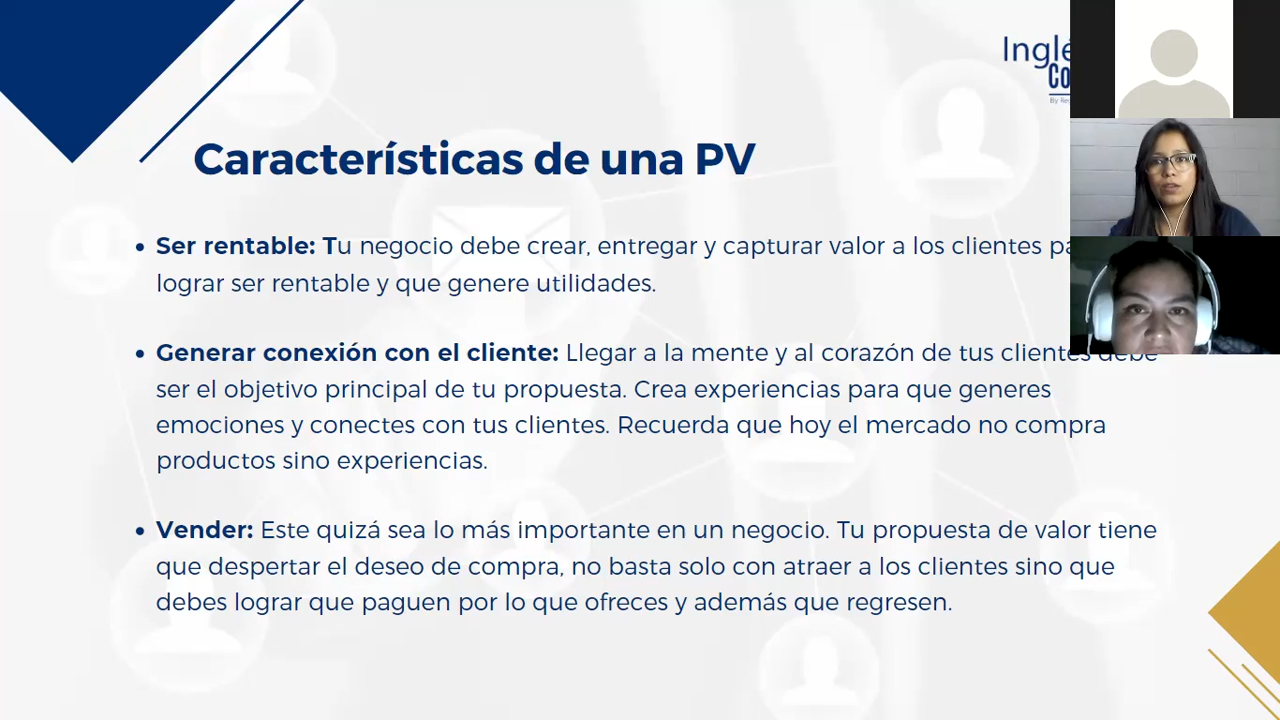 Características de una PV
• Ser rentable: Tu negocio debe crear, entregar y capturar valor a los clientes
lograr ser rentable y que genere utilidades.
• Generar conexión con el cliente: Llegar a la mente y al corazón de tus clientes debe
ser el objetivo principal de tu propuesta. Crea experiencias para que generes
emociones y conectes con tus clientes. Recuerda que hoy el mercado no compra
productos sino experiencias.
• Vender: Este quizá sea lo más importante en un negocio. Tu propuesta de valor tiene
que despertar el deseo de compra, no basta solo con atraer a los clientes sino que
debes lograr que paguen por lo que ofreces y además que regresen.